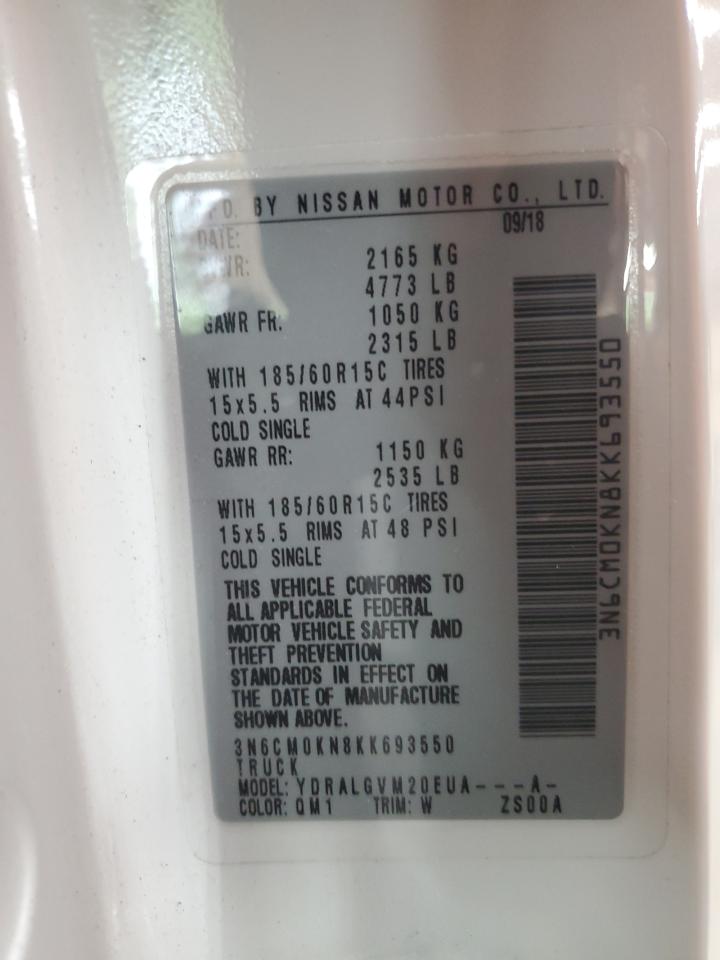 MFD. BY NISSAN MOTOR CO., LTD.
DATE: 09/18
GVWR: 2165 KG
4773 LB
GAWR FR: 1050 KG
2315 LB
WITH 185/60R15C TIRES
15x5.5 RIMS AT 44PSI
COLD SINGLE
GAWR RR: 1150 KG
2535 LB
WITH 185/60R15C TIRES
15x5.5 RIMS AT 48 PSI
COLD SINGLE
THIS VEHICLE CONFORMS TO
ALL APPLICABLE FEDERAL
MOTOR VEHICLE SAFETY AND
THEFT PREVENTION
STANDARDS IN EFFECT ON
THE DATE OF MANUFACTURE
SHOWN ABOVE.
3N6CM0KN8KK693550
TRUCK
MODEL: YDRALGVM20EUA---A-
COLOR: QM1 TRIM: W ZS00A
3N6CM0KN8KK693550